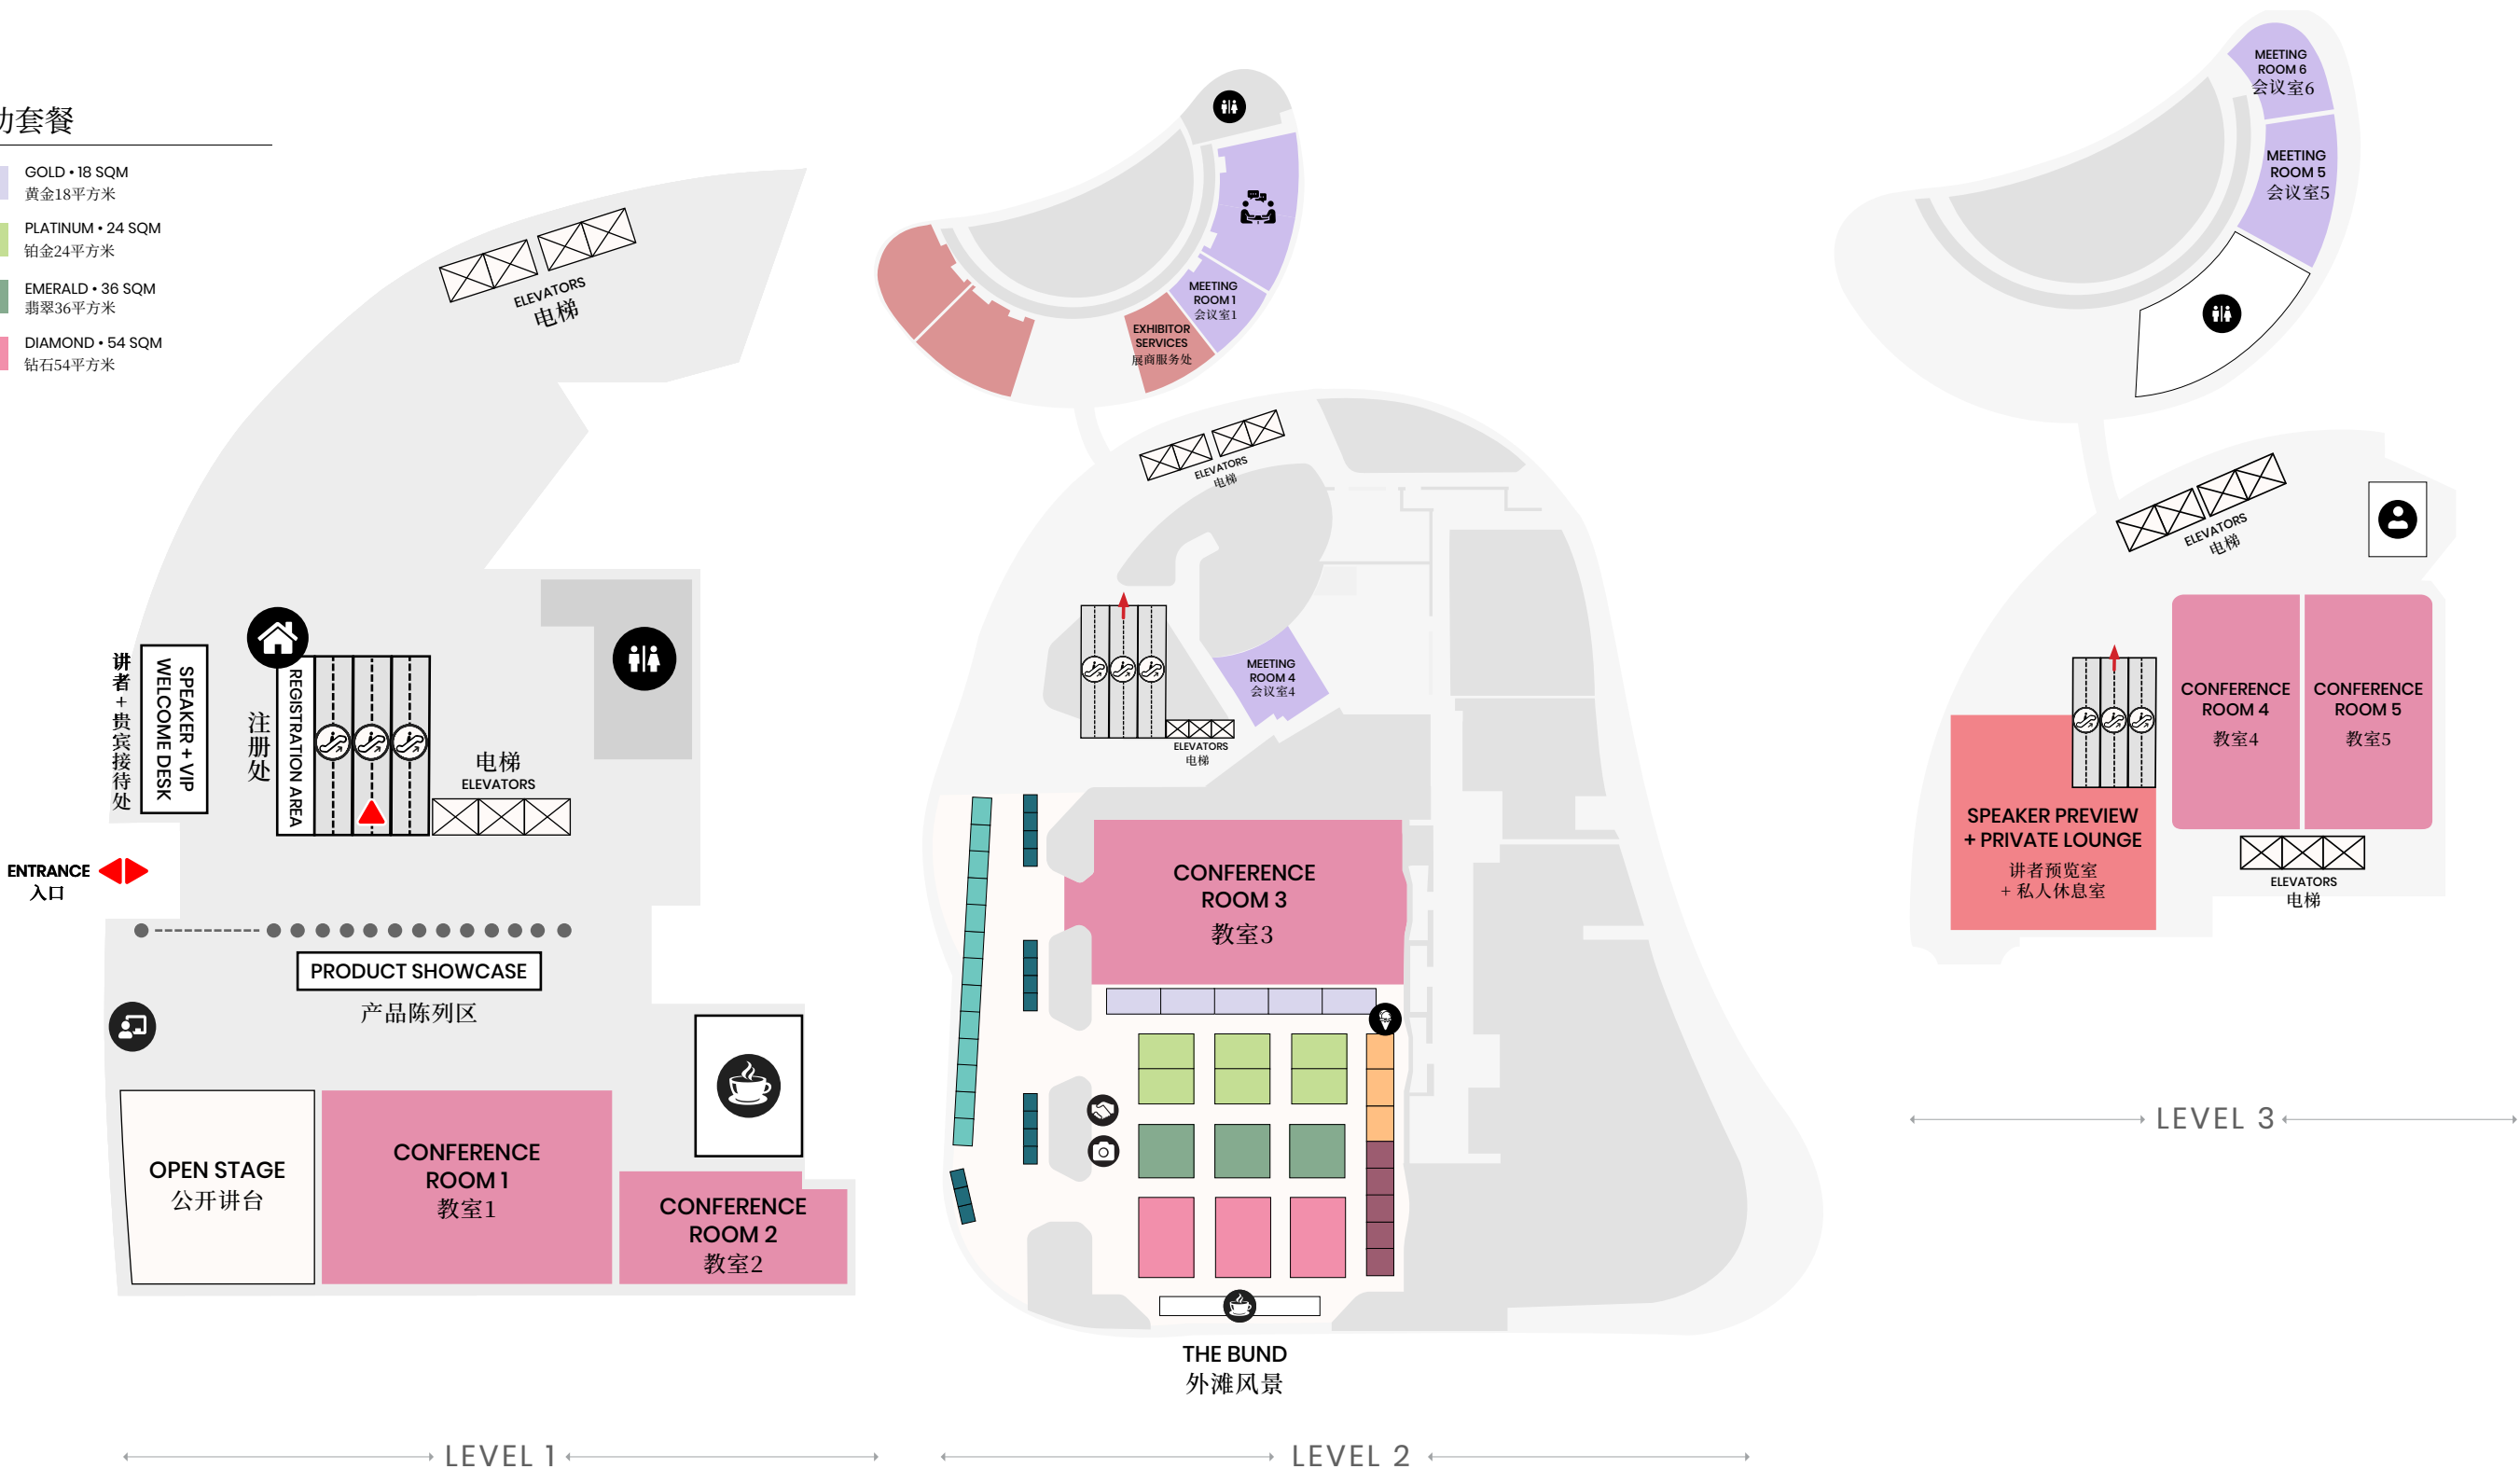 套餐
GOLD • 18 SQM
黄金18平方米
PLATINUM • 24 SQM
铂金24平方米
EMERALD • 36 SQM
翡翠36平方米
DIAMOND • 54 SQM
钻石54平方米
ELEVATORS
电梯
讲者+贵宾接待处
SPEAKER + VIP
WELCOME DESK
注册处
REGISTRATION AREA
电梯
ELEVATORS
ENTRANCE
入口
PRODUCT SHOWCASE
产品陈列区
OPEN STAGE
公开讲台
CONFERENCE
ROOM 1
教室1
CONFERENCE
ROOM 2
教室2
LEVEL 1
MEETING
ROOM 1
会议室1
EXHIBITOR
SERVICES
展商服务处
ELEVATORS
电梯
MEETING
ROOM 4
会议室4
ELEVATORS
电梯
CONFERENCE
ROOM 3
教室3
THE BUND
外滩风景
LEVEL 2
MEETING
ROOM 6
会议室6
MEETING
ROOM 5
会议室5
ELEVATORS
电梯
CONFERENCE
ROOM 4
教室4
CONFERENCE
ROOM 5
教室5
SPEAKER PREVIEW
+ PRIVATE LOUNGE
讲者预览室
+ 私人休息室
ELEVATORS
电梯
LEVEL 3